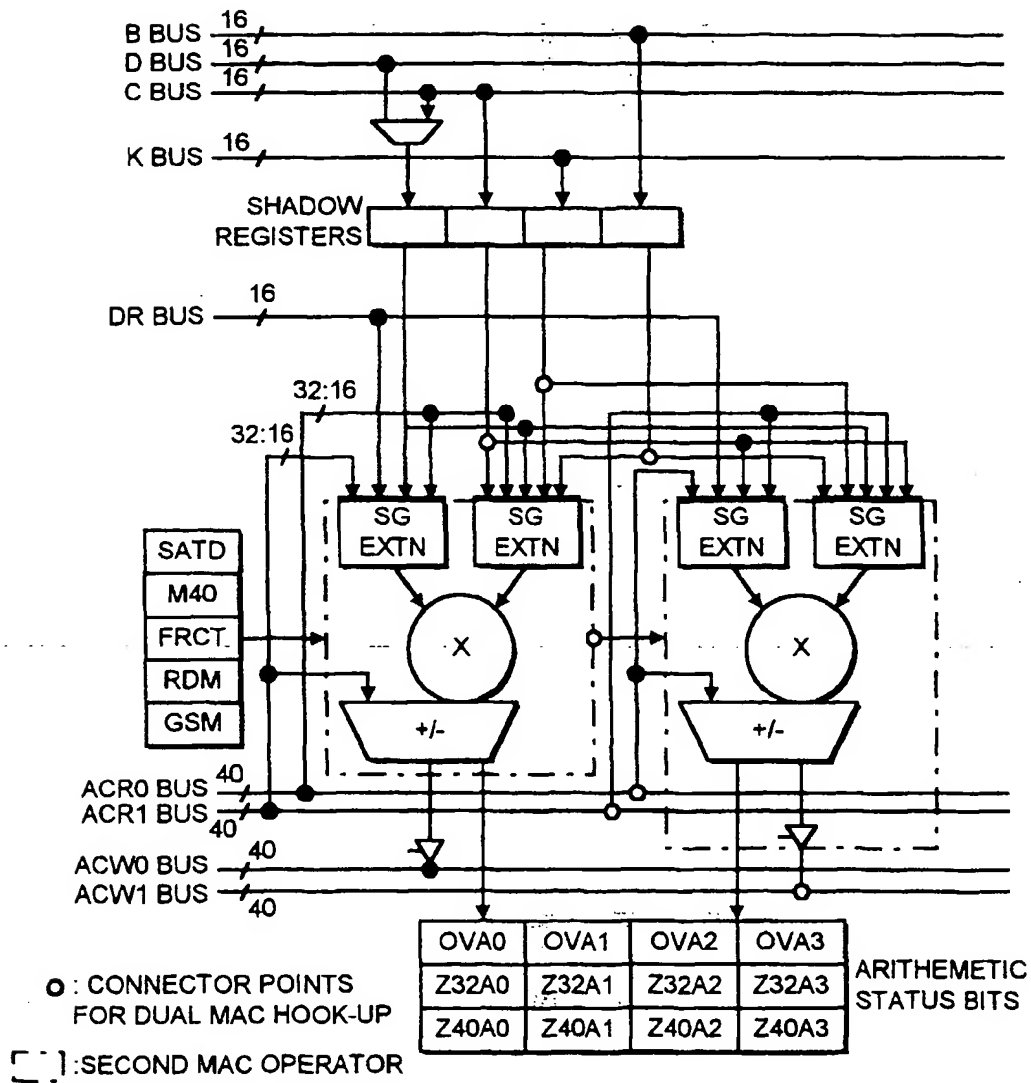 B BUS 16
D BUS 16
C BUS 16
K BUS 16
SHADOW
REGISTERS
DR BUS 16
32:16
32:16
SG
EXTN
SG
EXTN
SG
EXTN
SG
EXTN
SATD
M40
FRCT
RDM
GSM
X
X
+/-
+/-
ACR0 BUS 40
ACR1 BUS 40
ACW0 BUS 40
ACW1 BUS 40
OVA0 OVA1 OVA2 OVA3
Z32A0 Z32A1 Z32A2 Z32A3
Z40A0 Z40A1 Z40A2 Z40A3
ARITHEMETIC
STATUS BITS
: CONNECTOR POINTS
FOR DUAL MAC HOOK-UP
:SECOND MAC OPERATOR